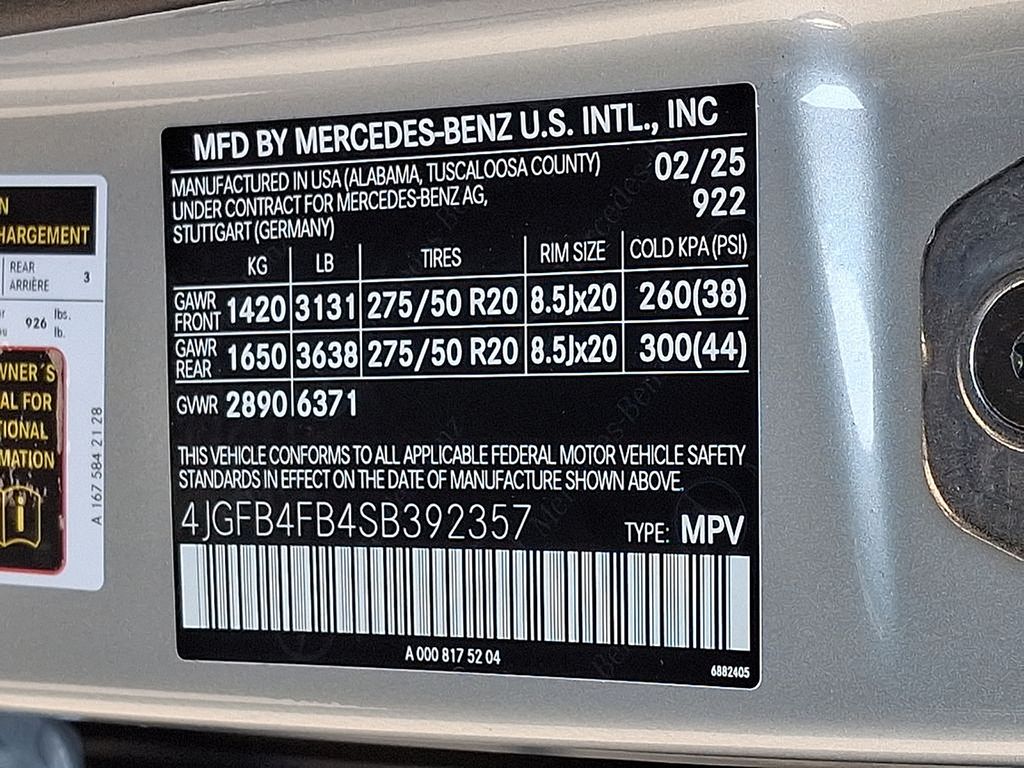 MFD BY MERCEDES-BENZ U.S. INTL., INC
MANUFACTURED IN USA (ALABAMA, TUSCALOOSA COUNTY) 02/25
UNDER CONTRACT FOR MERCEDES-BENZ AG, 922
STUTTGART (GERMANY)
KG LB TIRES RIM SIZE COLD KPA (PSI)
GAWR FRONT 1420 3131 275/50 R20 8.5Jx20 260(38)
GAWR REAR 1650 3638 275/50 R20 8.5Jx20 300(44)
GVWR 2890 6371
THIS VEHICLE CONFORMS TO ALL APPLICABLE FEDERAL MOTOR VEHICLE SAFETY
STANDARDS IN EFFECT ON THE DATE OF MANUFACTURE SHOWN ABOVE.
4JGFB4FB4SB392357 TYPE: MPV
A 000 817 52 04
6882405
N
HARGEMENT
REAR
ARRIÈRE 3
926 lbs.
lb.
WNER´S
AL FOR
TIONAL
MATION
A 167 584 21 28